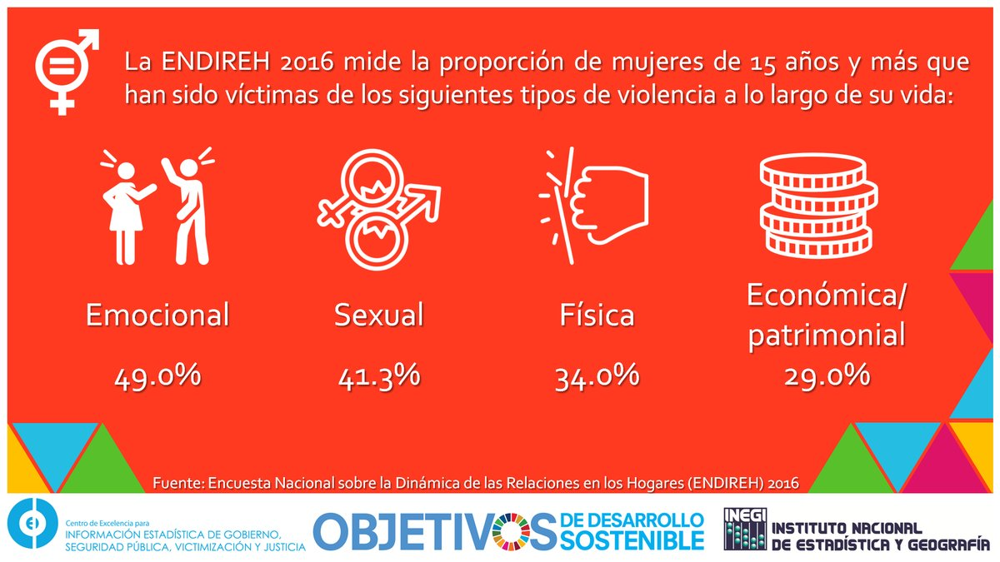 La ENDIREH 2016 mide la proporción de mujeres de 15 años y más que
han sido víctimas de los siguientes tipos de violencia a lo largo de su vida:
Emocional
49.0%
Sexual
41.3%
Física
34.0%
Económica/
patrimonial
29.0%
Fuente: Encuesta Nacional sobre la Dinámica de las Relaciones en los Hogares (ENDIREH) 2016
Centro de Excelencia para
INFORMACIÓN ESTADÍSTICA DE GOBIERNO,
SEGURIDAD PÚBLICA, VICTIMIZACIÓN Y JUSTICIA
OBJETIVOS
DE DESARROLLO
SOSTENIBLE
INEGI
INSTITUTO NACIONAL
DE ESTADÍSTICA Y GEOGRAFÍA